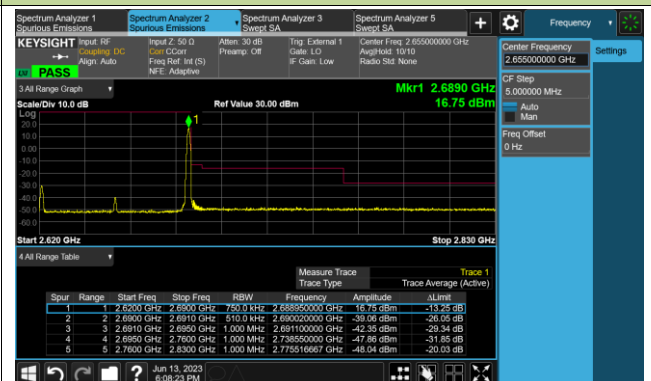 Spectrum Analyzer 1 Spurious Emissions
Spectrum Analyzer 2 Spurious Emissions
Spectrum Analyzer 3 Swept SA
Spectrum Analyzer 5 Swept SA
+
Frequency
KEYSIGHT Input: RF Input Z: 50 Ω Atten: 30 dB Trig: External 1 Center Freq: 2.655000000 GHz
Coupling: DC Corr CCorr Preamp: Off Gate: LO Avg|Hold: 10/10
Align: Auto Freq Ref: Int (S) IF Gain: Low Radio Std: None
NFE: Adaptive
PASS
Center Frequency
2.655000000 GHz
Settings
CF Step
5.000000 MHz
Auto
Man
Freq Offset
0 Hz
3 All Range Graph
Mkr1 2.6890 GHz
Scale/Div 10.0 dB Ref Value 30.00 dBm 16.75 dBm
Log
20.0
10.0
0.00
-10.0
-20.0
-30.0
-40.0
-50.0
-60.0
1
Start 2.620 GHz Stop 2.830 GHz
4 All Range Table
Measure Trace Trace 1
Trace Type Trace Average (Active)
Spur Range Start Freq Stop Freq RBW Frequency Amplitude ΔLimit
1 1 2.6200 GHz 2.6900 GHz 750.0 kHz 2.688950000 GHz 16.75 dBm -13.25 dB
2 2 2.6900 GHz 2.6910 GHz 510.0 kHz 2.690020000 GHz -39.06 dBm -26.05 dB
3 3 2.6910 GHz 2.6950 GHz 1.000 MHz 2.691100000 GHz -42.35 dBm -29.34 dB
4 4 2.6950 GHz 2.7600 GHz 1.000 MHz 2.738550000 GHz -47.86 dBm -31.85 dB
5 5 2.7600 GHz 2.8300 GHz 1.000 MHz 2.775516667 GHz -48.04 dBm -20.03 dB
?
Jun 13, 2023
6:08:23 PM